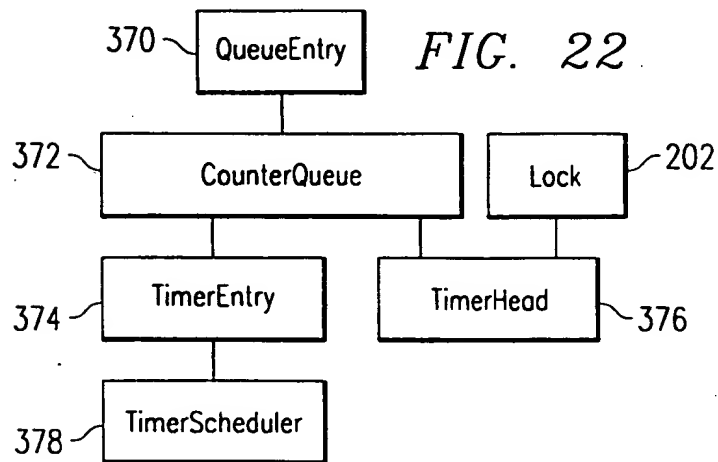 370
QueueEntry
FIG. 22
372
CounterQueue
Lock
202
374
TimerEntry
TimerHead
376
378
TimerScheduler